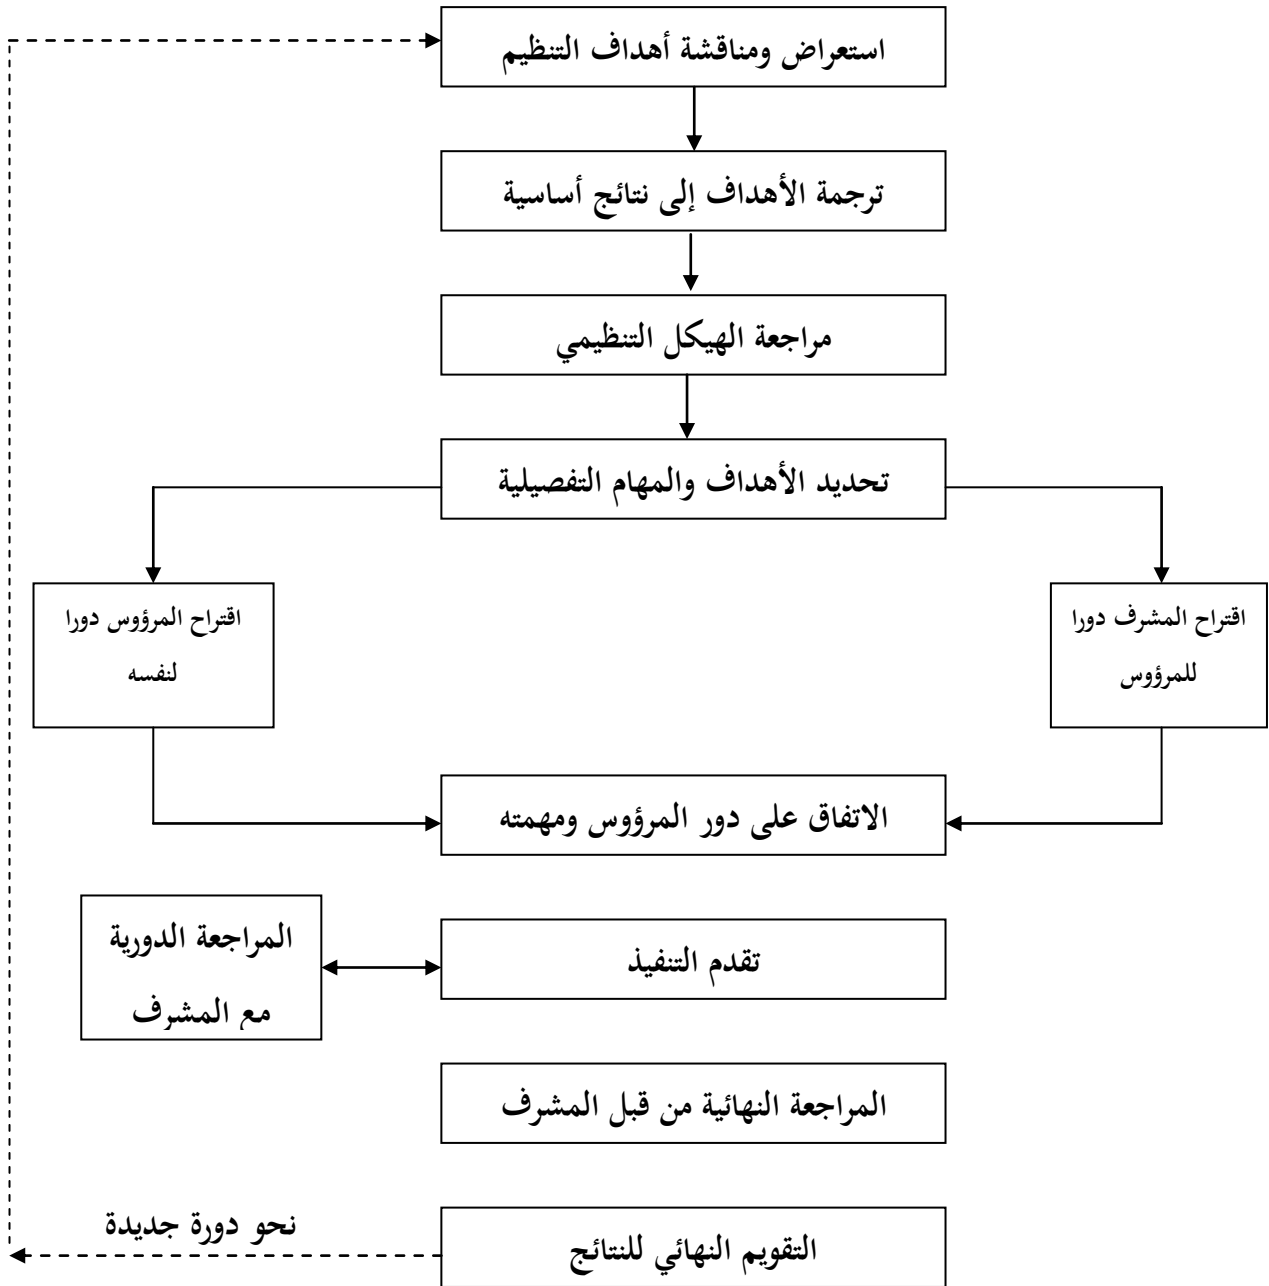 استعراض ومناقشة أهداف التنظيم
ترجمة الأهداف إلى نتائج أساسية
مراجعة الهيكل التنظيمي
تحديد الأهداف والمهام التفصيلية
اقتراح المشرف دورا
للمرؤوس
اقتراح المرؤوس دورا
لنفسه
الاتفاق على دور المرؤوس ومهمته
تقدم التنفيذ
المراجعة الدورية
مع المشرف
المراجعة النهائية من قبل المشرف
التقويم النهائي للنتائج
نحو دورة جديدة